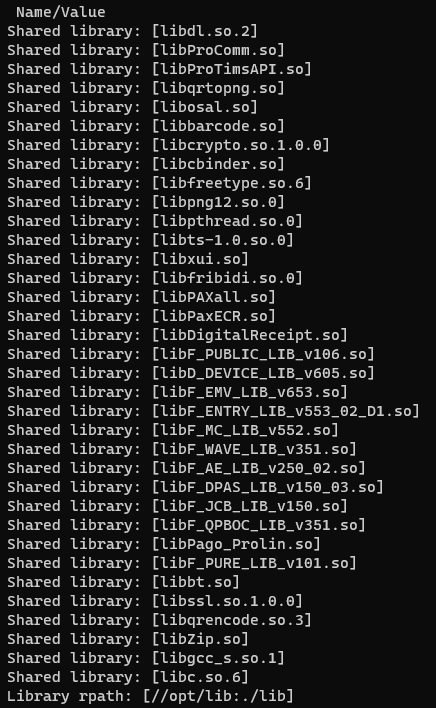 Name/Value
Shared library: [libdl.so.2]
Shared library: [libProComm.so]
Shared library: [libProTimsAPI.so]
Shared library: [libqrtopng.so]
Shared library: [libosal.so]
Shared library: [libbarcode.so]
Shared library: [libcrypto.so.1.0.0]
Shared library: [libcbinder.so]
Shared library: [libfreetype.so.6]
Shared library: [libpng12.so.0]
Shared library: [libpthread.so.0]
Shared library: [libts-1.0.so.0]
Shared library: [libxui.so]
Shared library: [libfribidi.so.0]
Shared library: [libPAXall.so]
Shared library: [libPaxECR.so]
Shared library: [libDigitalReceipt.so]
Shared library: [libF_PUBLIC_LIB_v106.so]
Shared library: [libD_DEVICE_LIB_v605.so]
Shared library: [libF_EMV_LIB_v653.so]
Shared library: [libF_ENTRY_LIB_v553_02_D1.so]
Shared library: [libF_MC_LIB_v552.so]
Shared library: [libF_WAVE_LIB_v351.so]
Shared library: [libF_AE_LIB_v250_02.so]
Shared library: [libF_DPAS_LIB_v150_03.so]
Shared library: [libF_JCB_LIB_v150.so]
Shared library: [libF_QPBOC_LIB_v351.so]
Shared library: [libPago_Prolin.so]
Shared library: [libF_PURE_LIB_v101.so]
Shared library: [libbt.so]
Shared library: [libssl.so.1.0.0]
Shared library: [libqrencode.so.3]
Shared library: [libZip.so]
Shared library: [libgcc_s.so.1]
Shared library: [libc.so.6]
Library rpath: [//opt/lib:./lib]